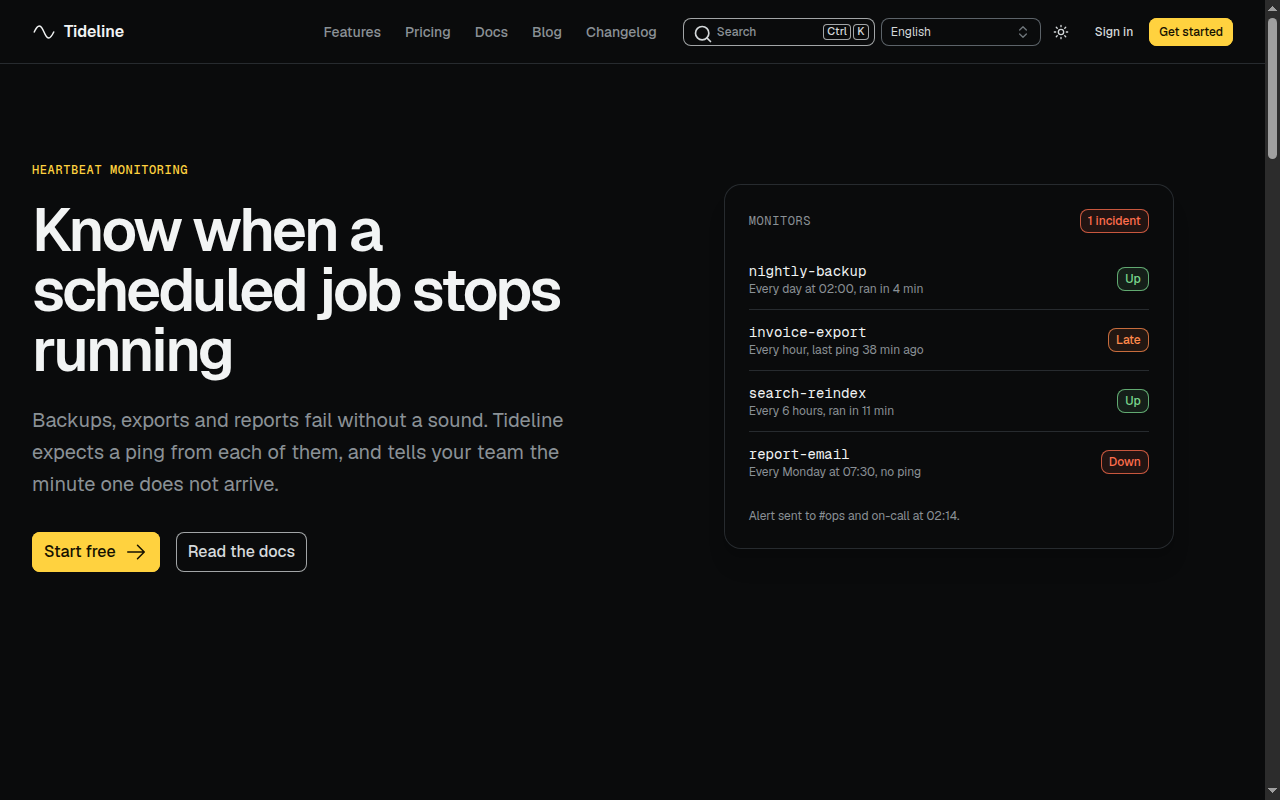 Tideline
Features Pricing Docs Blog Changelog
Search Ctrl K
English
Sign in
Get started
HEARTBEAT MONITORING
Know when a
scheduled job stops
running
Backups, exports and reports fail without a sound. Tideline
expects a ping from each of them, and tells your team the
minute one does not arrive.
Start free
Read the docs
MONITORS
1 incident
nightly-backup
Every day at 02:00, ran in 4 min
Up
invoice-export
Every hour, last ping 38 min ago
Late
search-reindex
Every 6 hours, ran in 11 min
Up
report-email
Every Monday at 07:30, no ping
Down
Alert sent to #ops and on-call at 02:14.